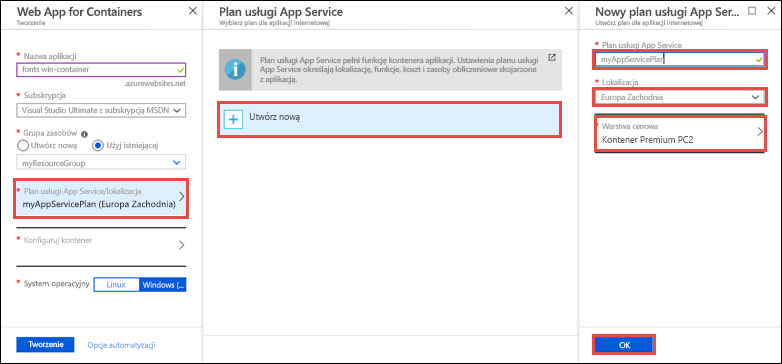 Web App for Containers
Tworzenie
* Nazwa aplikacji
fonts win-container
.azurewebsites.net
* Subskrypcja
Visual Studio Ultimate z subskrypcją MSDN
* Grupa zasobów
Utwórz nową
Użyj istniejącej
myResourceGroup
* Plan usługi App Service/lokalizacja
myAppServicePlan (Europa Zachodnia)
* Konfiguruj kontener
* System operacyjny
Linux
Windows (...
Tworzenie
Opcje automatyzacji
Plan usługi App Service
Wybierz plan dla aplikacji internetowej
Plan usługi App Service pełni funkcję kontenera aplikacji. Ustawienia planu usługi
App Service określają lokalizację, funkcje, koszt i zasoby obliczeniowe skojarzone
z aplikacją.
Utwórz nową
Nowy plan usługi App Ser...
Utwórz plan dla aplikacji internetowej
* Plan usługi App Service
myAppServicePlan
* Lokalizacja
Europa Zachodnia
* Warstwa cenowa
Kontener Premium PC2
OK